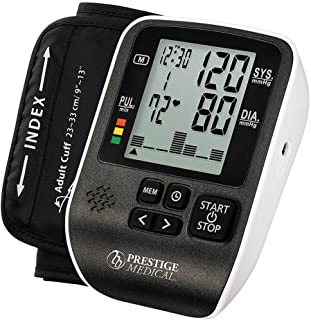 M
12:30
120
SYS.
mmHg
PUL.
/min
1
72
80
DIA.
mmHg
INDEX
Adult Cuff 23-33 cm/ 9"-13"
MEM
START
STOP
PRESTIGE
MEDICAL